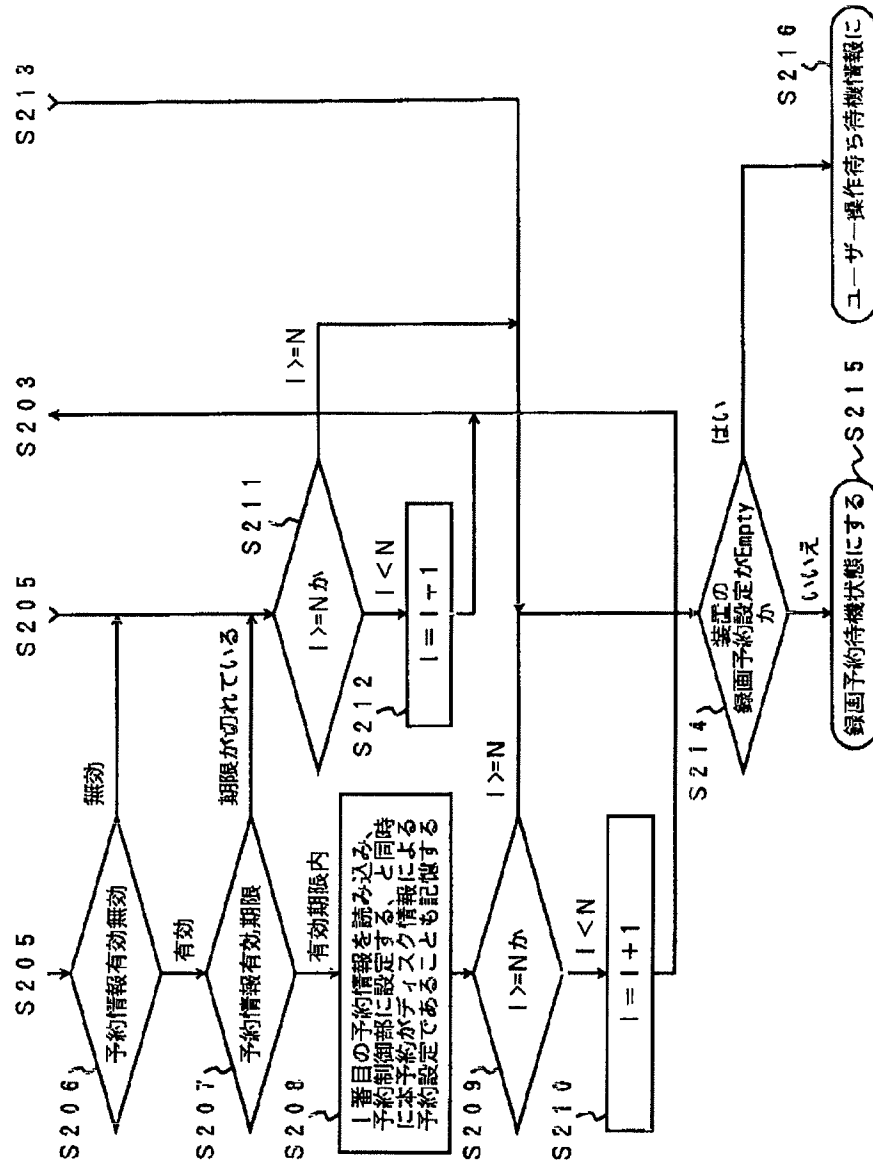 S205
S205
S203
S213
S206
予約情報有効無効
無効
有効
S207
予約情報有効期限
期限が切れている
有効期限内
S208
I番目の予約情報を読み込み、
予約制御部に設定する、と同時
に本予約がディスク情報による
予約設定であることも記憶する
S209
I>=Nか
I>=N
I<N
S210
I=I+1
S211
I>=Nか
I>=N
I<N
S212
I=I+1
S214
装置の
録画予約設定がEmpty
か
はい
いいえ
録画予約待機状態にする
S215
ユーザー操作待ち待機情報に
S216